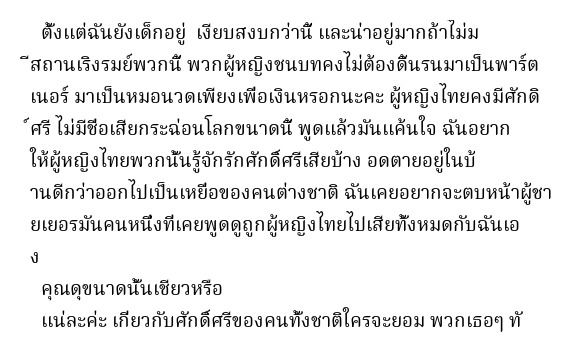 ตั้งแต่ฉันยังเด็กอยู่ เงียบสงบกว่านี้ และน่าอยู่มากถ้าไม่ม
ีสถานเริงรมย์พวกนี้ พวกผู้หญิงชนบทคงไม่ต้องดิ้นรนมาเป็นพาร์ต
เนอร์ มาเป็นหมอนวดเพียงเพื่อเงินหรอกนะคะ ผู้หญิงไทยคงมีศักดิ
์ศรี ไม่มีชื่อเสียกระฉ่อนโลกขนาดนี้ พูดแล้วมันแค้นใจ ฉันอยาก
ให้ผู้หญิงไทยพวกนั้นรู้จักรักศักดิ์ศรีเสียบ้าง อดตายอยู่ในบ้
านดีกว่าออกไปเป็นเหยื่อของคนต่างชาติ ฉันเคยอยากจะตบหน้าผู้ชา
ยเยอรมันคนหนึ่งที่เคยพูดดูถูกผู้หญิงไทยไปเสียทั้งหมดกับฉันเอ
ง
คุณดุขนาดนั้นเชียวหรือ
แน่ละค่ะ เกี่ยวกับศักดิ์ศรีของคนทั้งชาติใครจะยอม พวกเธอๆ ทั